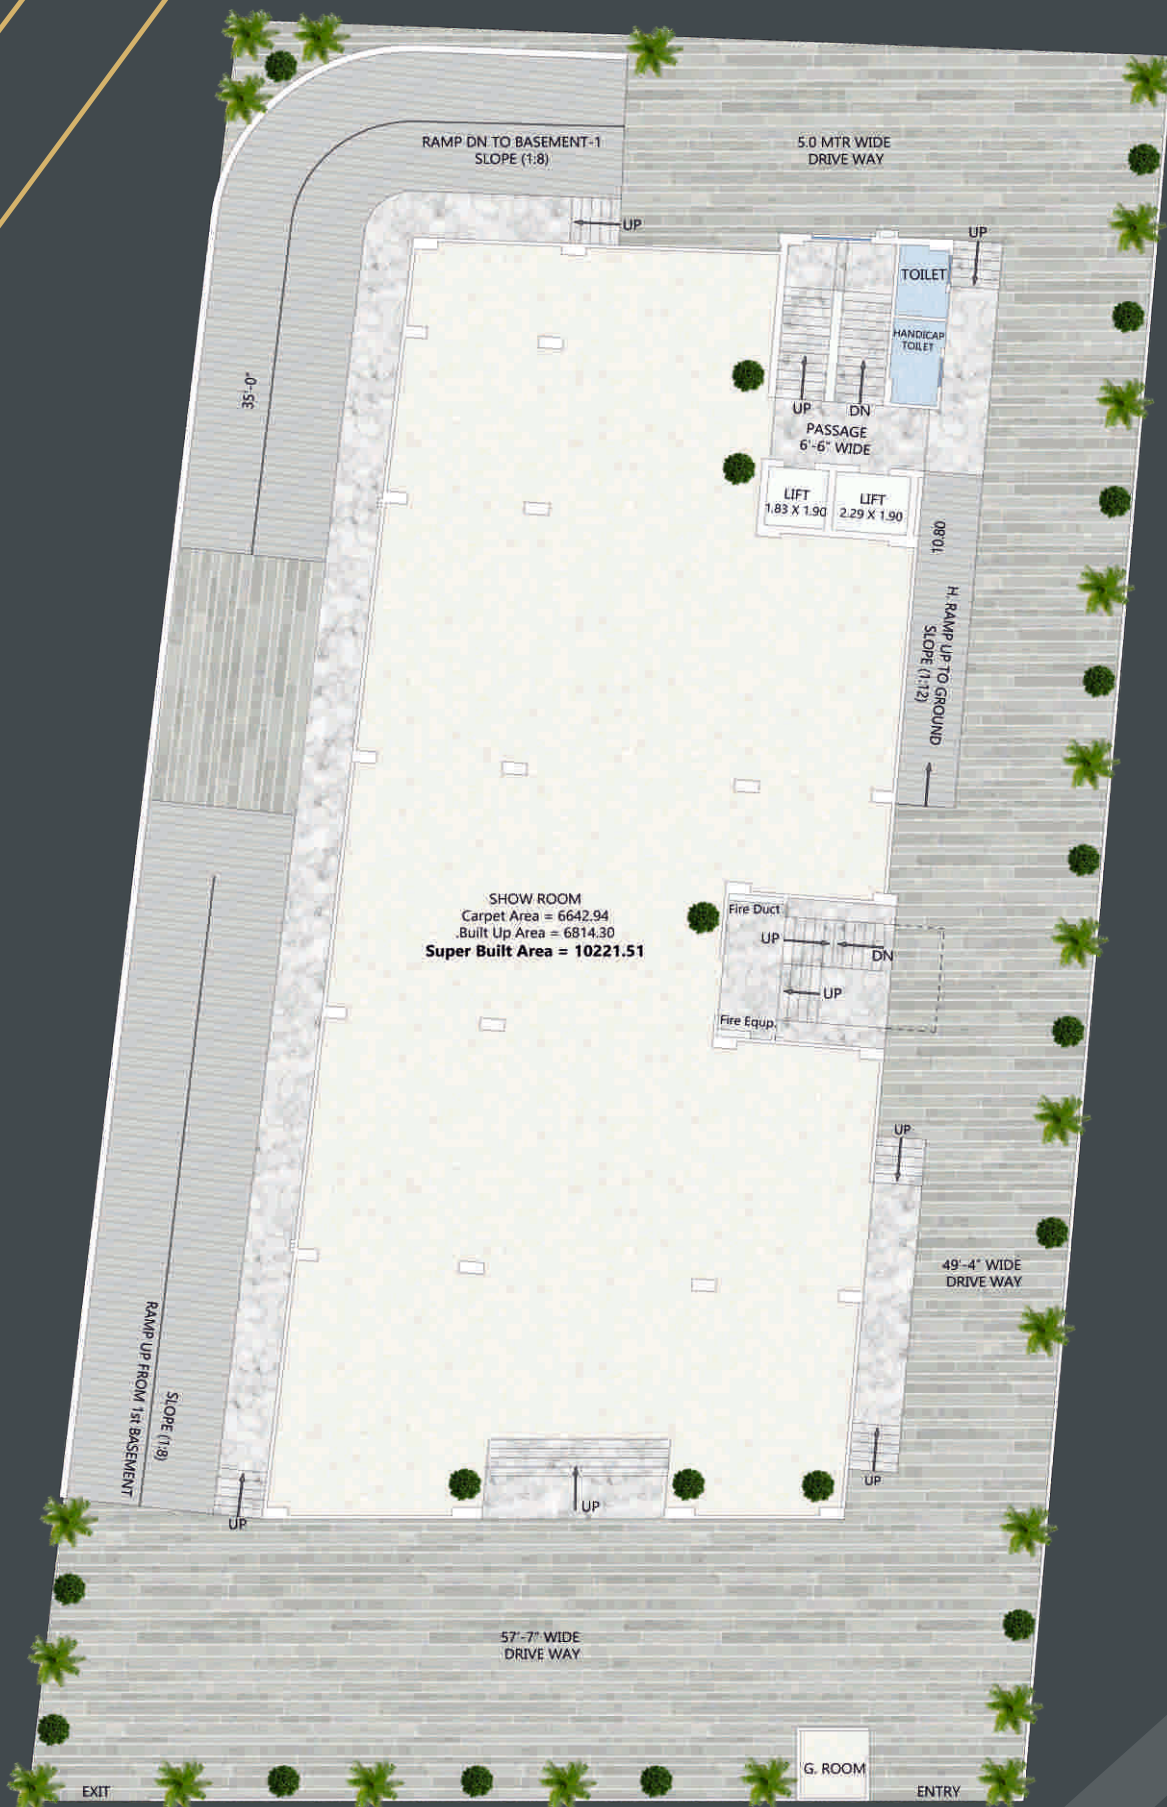 RAMP DN TO BASEMENT-1
SLOPE (1:8)
5.0 MTR WIDE
DRIVE WAY
UP
UP
TOILET
HANDICAP
TOILET
35'-0"
UP
DN
PASSAGE
6'-6" WIDE
LIFT
1.83 X 1.90
LIFT
2.29 X 1.90
10.80
H. RAMP UP TO GROUND
SLOPE (1:12)
SHOW ROOM
Carpet Area = 6642.94
.Built Up Area = 6814.30
Super Built Area = 10221.51
Fire Duct
UP
DN
UP
Fire Equp.
UP
49'-4" WIDE
DRIVE WAY
RAMP UP FROM 1st BASEMENT
SLOPE (1:8)
UP
UP
UP
57'-7" WIDE
DRIVE WAY
G. ROOM
EXIT
ENTRY